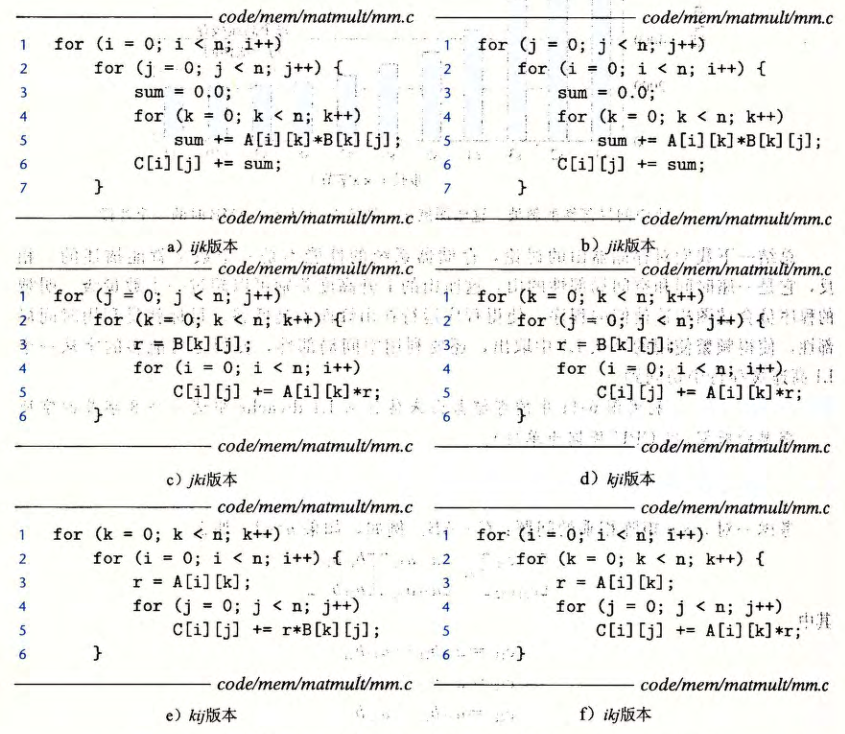 code/mem/matmult/mm.c
1 for (i = 0; i < n; i++)
2 for (j = 0; j < n; j++) {
3 sum = 0.0;
4 for (k = 0; k < n; k++)
5 sum += A[i][k]*B[k][j];
6 C[i][j] += sum;
7 }
code/mem/matmult/mm.c
a) ijk版本
code/mem/matmult/mm.c
1 for (j = 0; j < n; j++)
2 for (i = 0; i < n; i++) {
3 sum = 0.0;
4 for (k = 0; k < n; k++)
5 sum += A[i][k]*B[k][j];
6 C[i][j] += sum;
7 }
code/mem/matmult/mm.c
b) jik版本
code/mem/matmult/mm.c
1 for (j = 0; j < n; j++)
2 for (k = 0; k < n; k++) {
3 r = B[k][j];
4 for (i = 0; i < n; i++)
5 C[i][j] += A[i][k]*r;
6 }
code/mem/matmult/mm.c
c) jki版本
code/mem/matmult/mm.c
1 for (k = 0; k < n; k++)
2 for (j = 0; j < n; j++) {
3 r = B[k][j];
4 for (i = 0; i < n; i++)
5 C[i][j] += A[i][k]*r;
6 }
code/mem/matmult/mm.c
d) kji版本
code/mem/matmult/mm.c
1 for (k = 0; k < n; k++)
2 for (i = 0; i < n; i++) {
3 r = A[i][k];
4 for (j = 0; j < n; j++)
5 C[i][j] += r*B[k][j];
6 }
code/mem/matmult/mm.c
e) kij版本
code/mem/matmult/mm.c
1 for (i = 0; i < n; i++)
2 for (k = 0; k < n; k++) {
3 r = A[i][k];
4 for (j = 0; j < n; j++)
5 C[i][j] += A[i][k]*r;
6 }
code/mem/matmult/mm.c
f) ikj版本